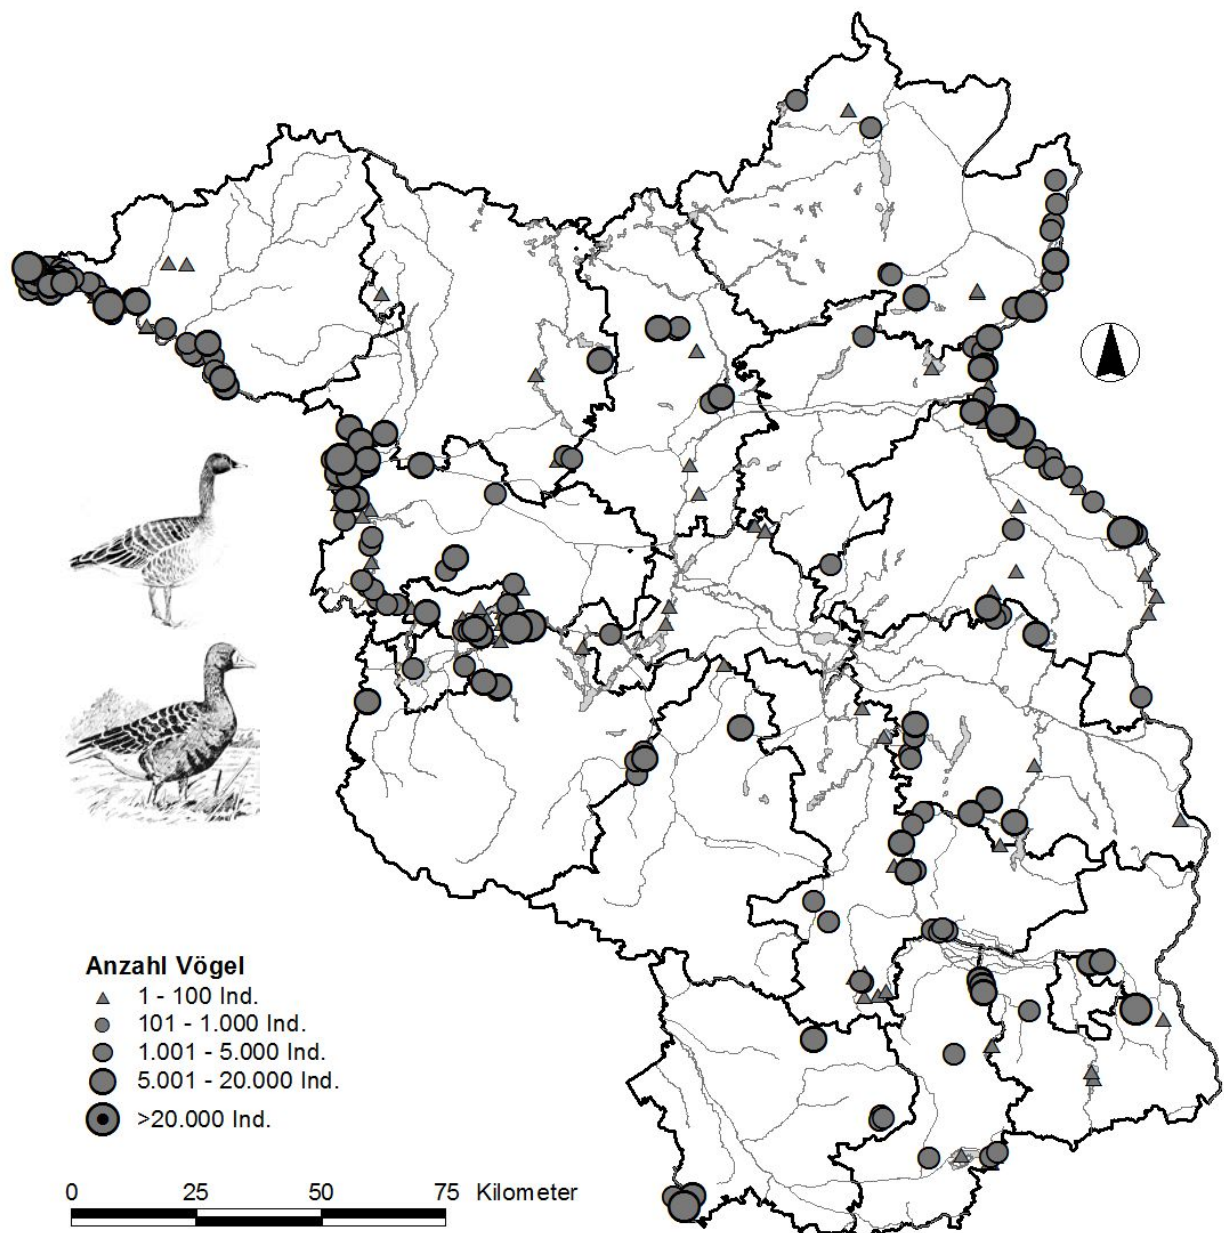 Anzahl Vögel
1 - 100 Ind.
101 - 1.000 Ind.
1.001 - 5.000 Ind.
5.001 - 20.000 Ind.
>20.000 Ind.
0 25 50 75 Kilometer